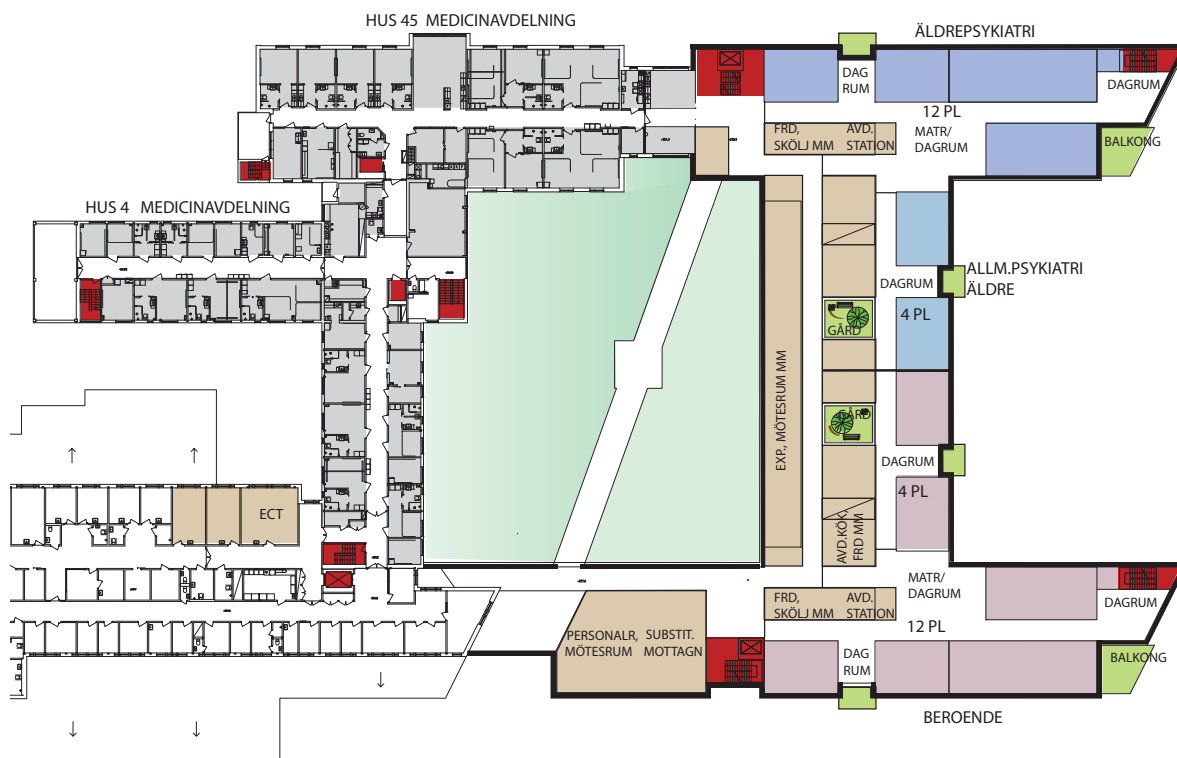 HUS 45  MEDICINAVDELNING
ÄLDREPSYKIATRI
DAG
RUM
DAGRUM
12 PL
FRD,
SKÖLJ MM
AVD.
STATION
MATR/
DAGRUM
BALKONG
HUS 4  MEDICINAVDELNING
DAGRUM
ALLM.PSYKIATRI
ÄLDRE
GÅRD
4 PL
EXP., MÖTESRUM MM
GÅRD
DAGRUM
4 PL
ECT
AVD.KÖK,
FRD MM
MATR/
DAGRUM
DAGRUM
FRD,
SKÖLJ MM
AVD.
STATION
12 PL
PERSONALR,
MÖTESRUM
SUBSTIT.
MOTTAGN
DAG
RUM
BALKONG
BEROENDE